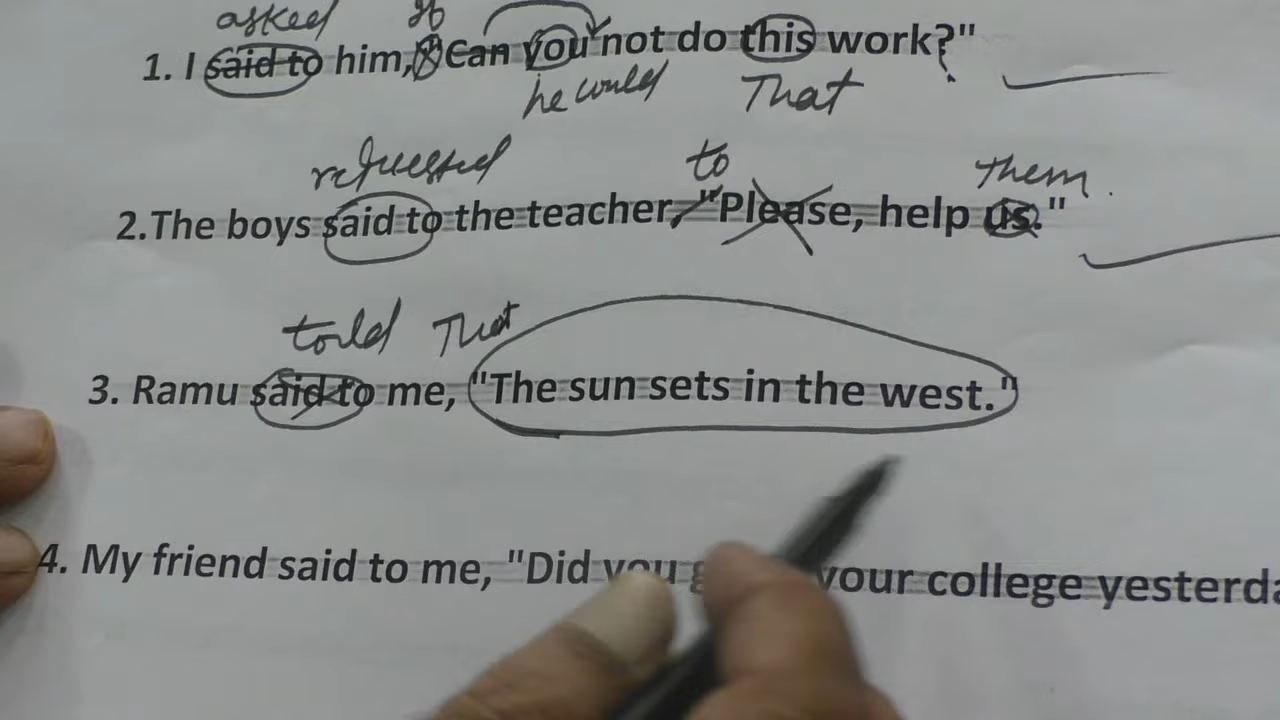 asked if
1. I said to him, "Can you not do this work?"
he would That
requested to them.
2.The boys said to the teacher, "Please, help us."
told That
3. Ramu said to me, "The sun sets in the west."
4. My friend said to me, "Did you your college